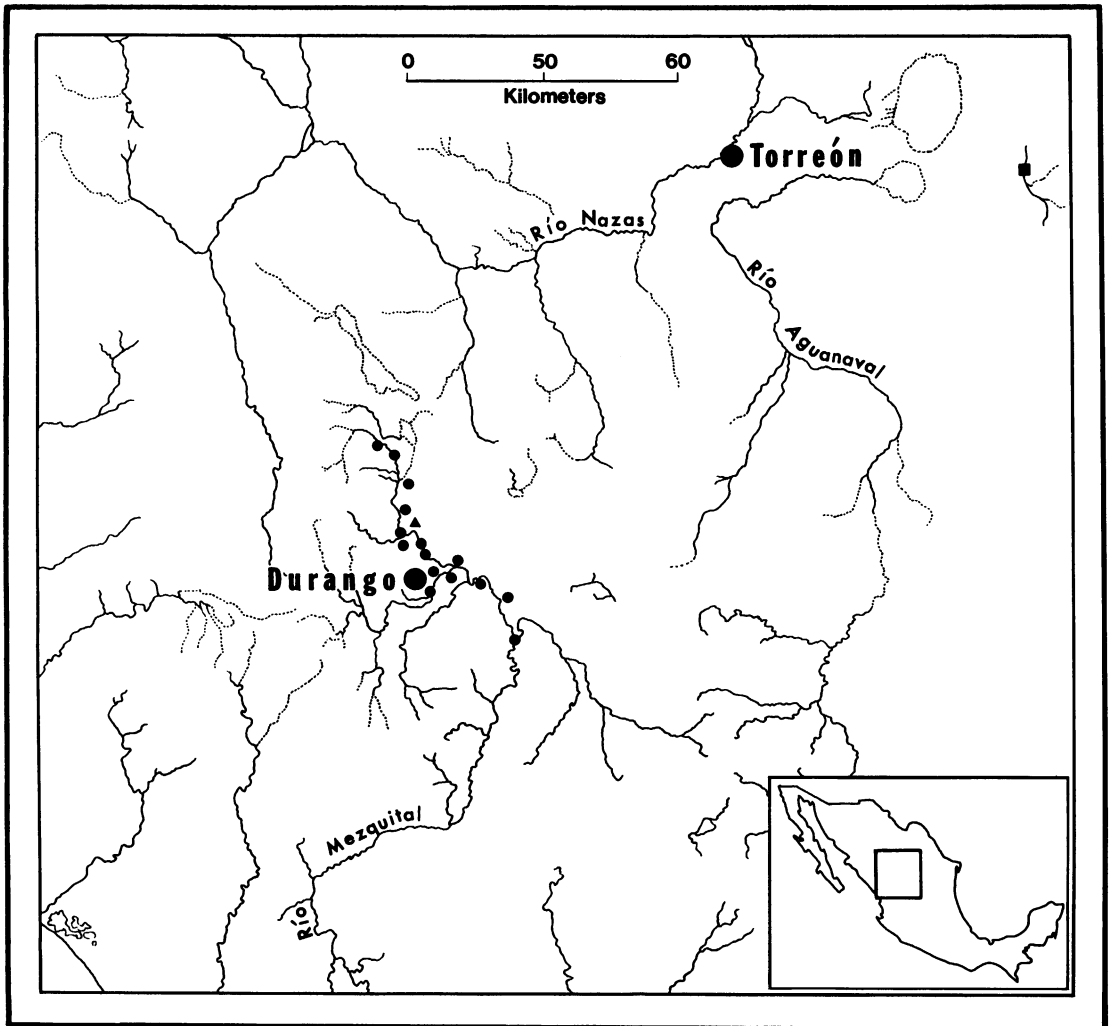 0 50 60
Kilometers
Torreón
Río Nazas
Río
Aguanaval
Durango
Mezquital
Río